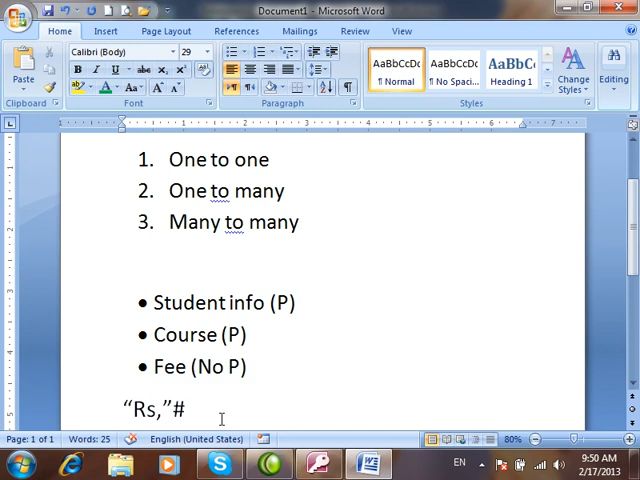 Document1 - Microsoft Word
Home Insert Page Layout References Mailings Review View
Paste
Calibri (Body) 29
B I U abc
Aa A A
AaBbCcDc AaBbCcDc AaBbC
¶ Normal ¶ No Spaci... Heading 1
Change Styles
Editing
Clipboard Font Paragraph Styles
1. One to one
2. One to many
3. Many to many
• Student info (P)
• Course (P)
• Fee (No P)
“Rs,”#
Page: 1 of 1 Words: 25 English (United States) 80%
EN 9:50 AM
2/17/2013